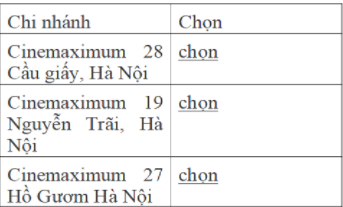 Chi nhánh Chọn
Cinemaximum 28 chọn
Cầu giấy, Hà Nội
Cinemaximum 19 chọn
Nguyễn Trãi, Hà
Nội
Cinemaximum 27 chọn
Hồ Gươm Hà Nội